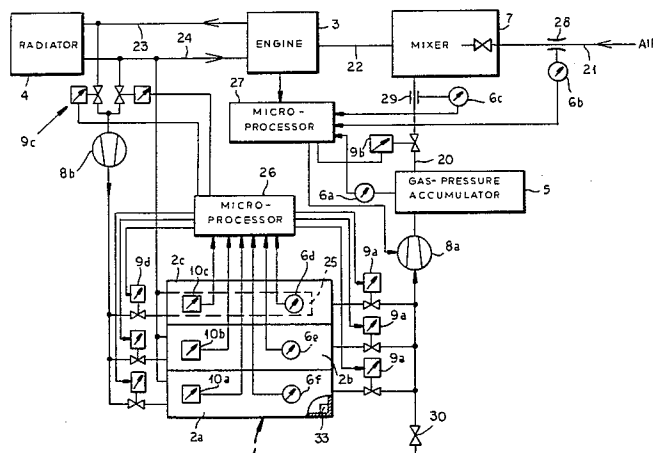 3
7
28
RADIATOR
23
24
ENGINE
MIXER
AIR
22
21
4
27
29
6c
6b
MICRO-
PROCESSOR
9c
9b
20
8b
26
6a
GAS-PRESSURE
ACCUMULATOR
5
MICRO-
PROCESSOR
8a
9d
2c
10c
6d
25
9a
10b
6e
9a
2b
9a
10a
6f
2a
33
30